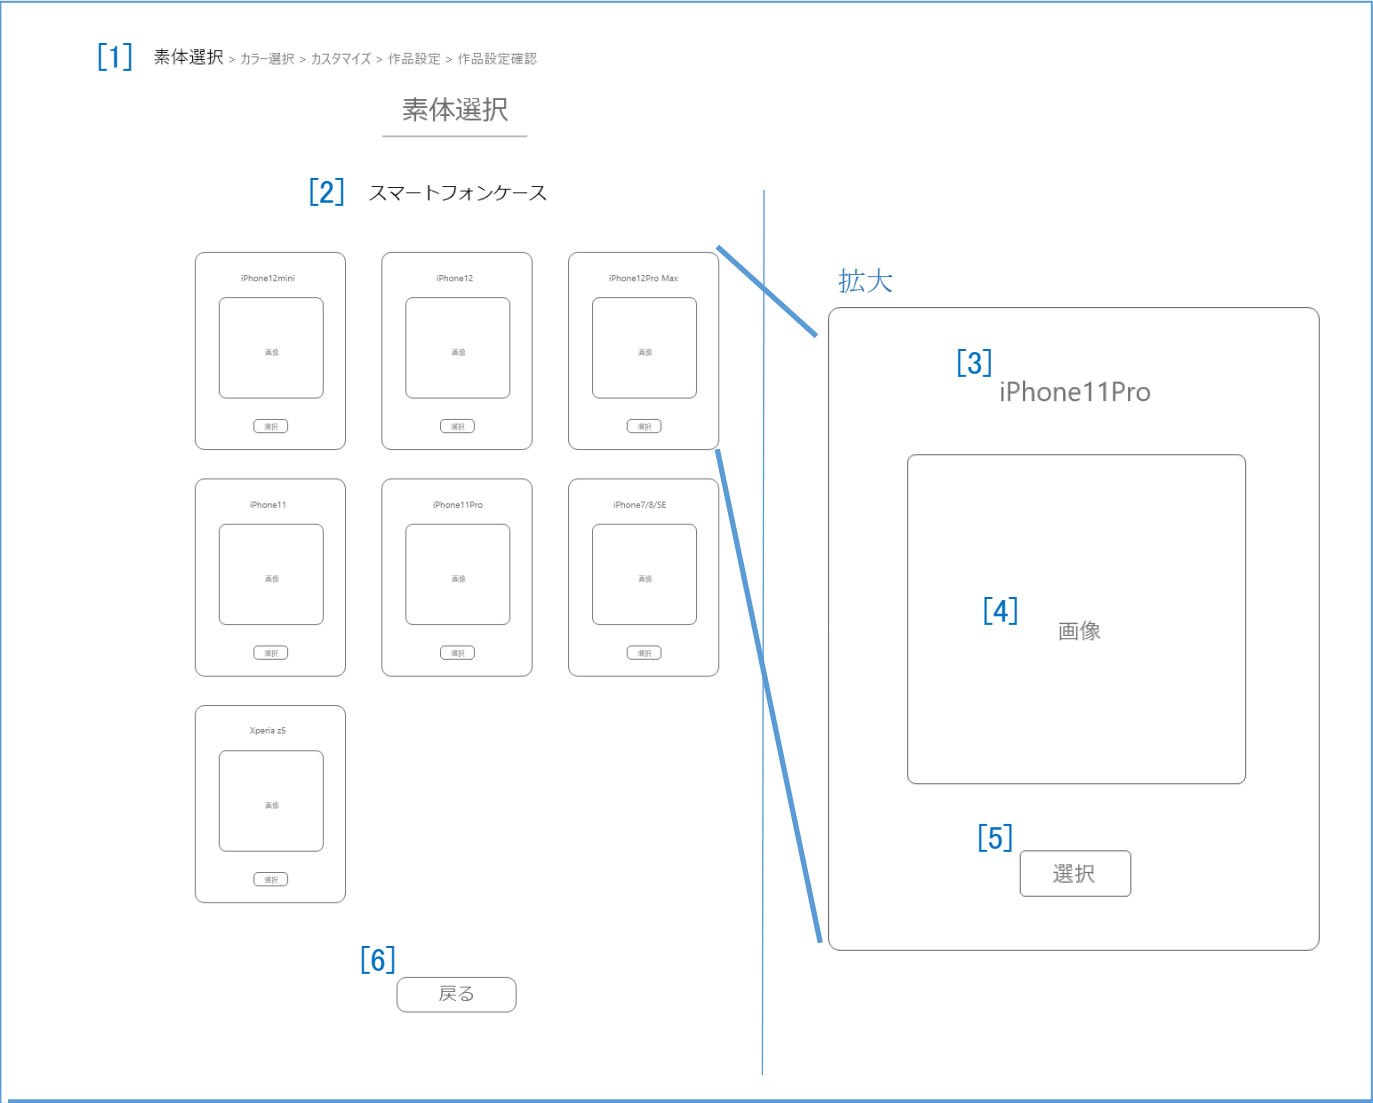 [1] 素体選択 > カラー選択 > カスタマイズ > 作品設定 > 作品設定確認
素体選択
[2] スマートフォンケース
iPhone12mini
画像
選択
iPhone12
画像
選択
iPhone12Pro Max
画像
選択
iPhone11
画像
選択
iPhone11Pro
画像
選択
iPhone7/8/SE
画像
選択
Xperia z5
画像
選択
[6]
戻る
拡大
[3]
iPhone11Pro
[4]
画像
[5]
選択